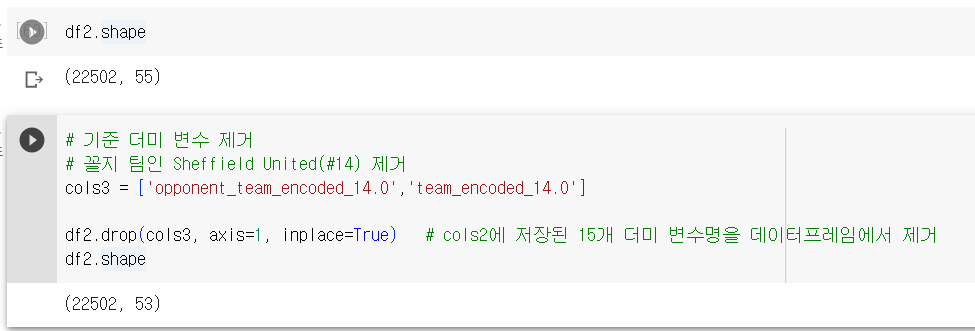 df2.shape
(22502, 55)
# 기준 더미 변수 제거
# 꼴지 팀인 Sheffield United(#14) 제거
cols3 = ['opponent_team_encoded_14.0','team_encoded_14.0']
df2.drop(cols3, axis=1, inplace=True)   # cols2에 저장된 15개 더미 변수명을 데이터프레임에서 제거
df2.shape
(22502, 53)